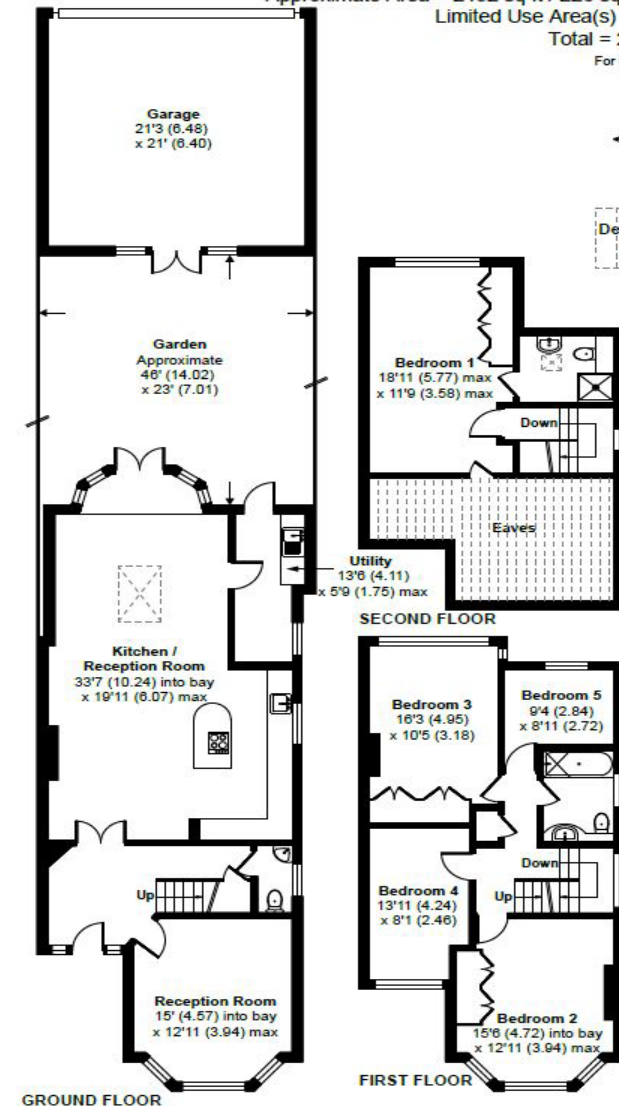 Limited Use Area(s)
Total =
For
Garage
21'3 (6.48)
x 21' (6.40)
Garden
Approximate
46' (14.02)
x 23' (7.01)
Bedroom 1
18'11 (5.77) max
x 11'9 (3.58) max
Down
Eaves
Utility
13'6 (4.11)
x 5'9 (1.75) max
SECOND FLOOR
Kitchen /
Reception Room
33'7 (10.24) into bay
x 19'11 (6.07) max
Bedroom 3
16'3 (4.95)
x 10'5 (3.18)
Bedroom 5
9'4 (2.84)
x 8'11 (2.72)
Down
Up
Up
Bedroom 4
13'11 (4.24)
x 8'1 (2.46)
Reception Room
15' (4.57) into bay
x 12'11 (3.94) max
Bedroom 2
15'6 (4.72) into bay
x 12'11 (3.94) max
FIRST FLOOR
GROUND FLOOR